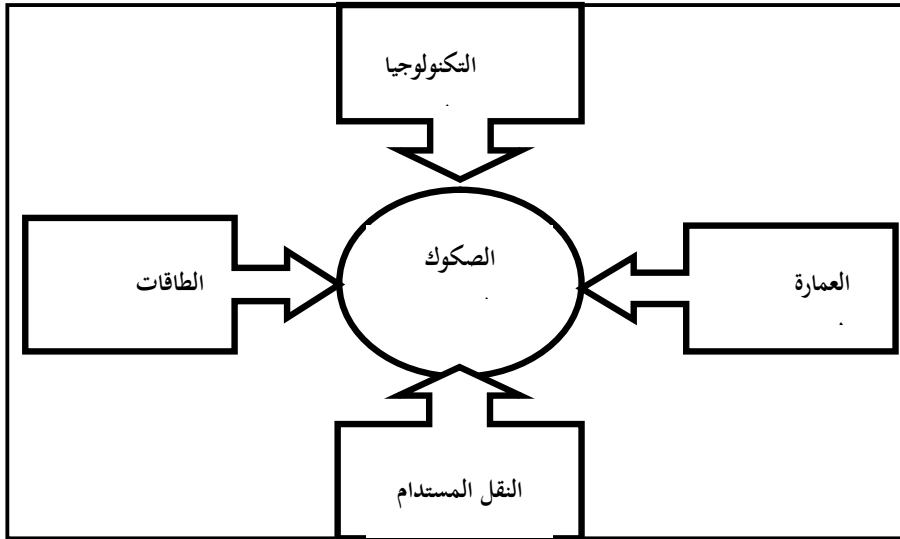 التكنولوجيا
الصكوك
العمارة
الطاقات
النقل المستدام